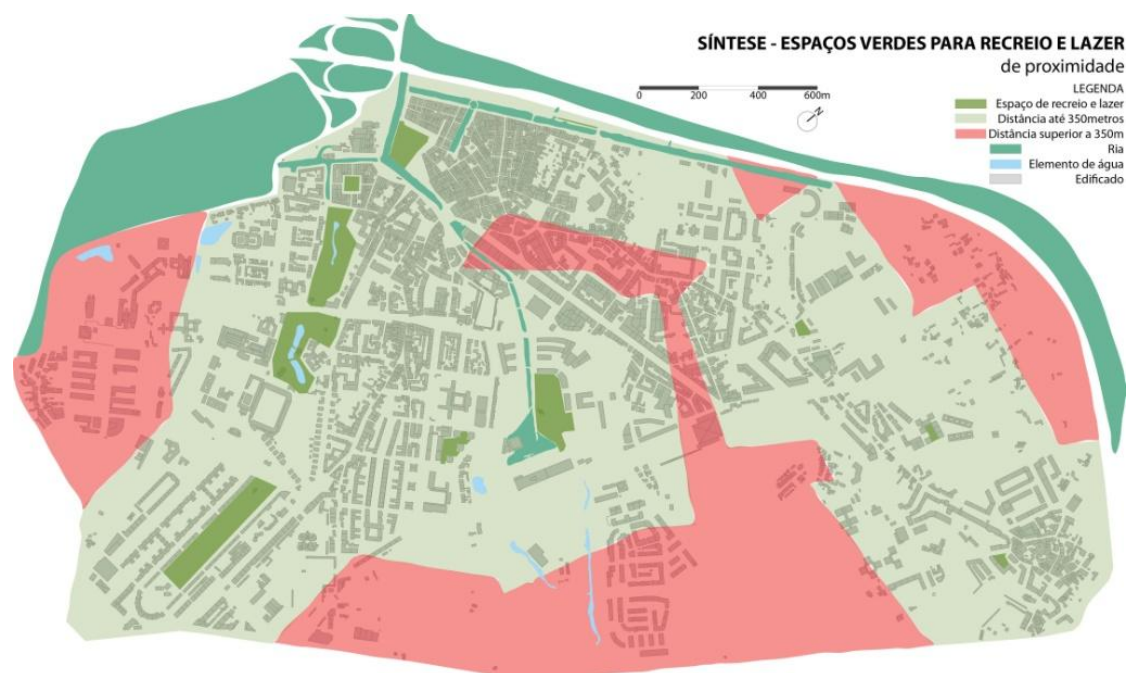 SÍNTESE - ESPAÇOS VERDES PARA RECREIO E LAZER
de proximidade
0 200 400 600m
LEGENDA
Espaço de recreio e lazer
Distância até 350metros
Distância superior a 350m
Ria
Elemento de água
Edificado
N